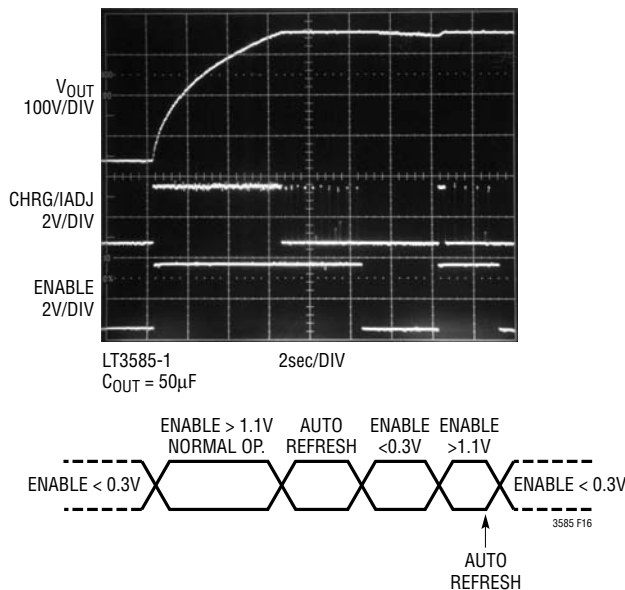 VOUT
100V/DIV
CHRG/IADJ
2V/DIV
ENABLE
2V/DIV
LT3585-1
2sec/DIV
COUT = 50µF
ENABLE > 1.1V
NORMAL OP.
AUTO
REFRESH
ENABLE
<0.3V
ENABLE
>1.1V
ENABLE < 0.3V
ENABLE < 0.3V
3585 F16
AUTO
REFRESH